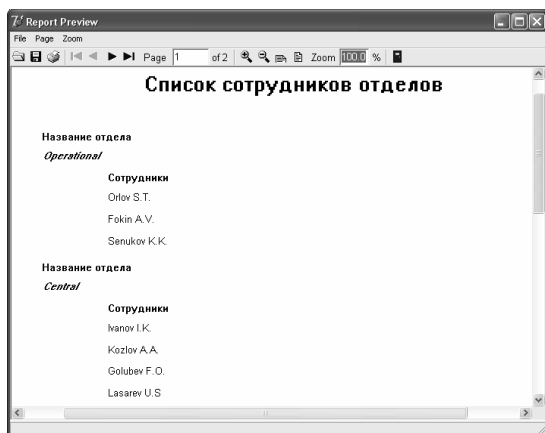 Report Preview
File Page Zoom
Page 1 of 2 Zoom 100.0 %
Список сотрудников отделов
Название отдела
Operational
Сотрудники
Orlov S.T.
Fokin A.V.
Senukov K.K.
Название отдела
Central
Сотрудники
Ivanov I.K.
Kozlov A.A.
Golubev F.O.
Lasarev U.S